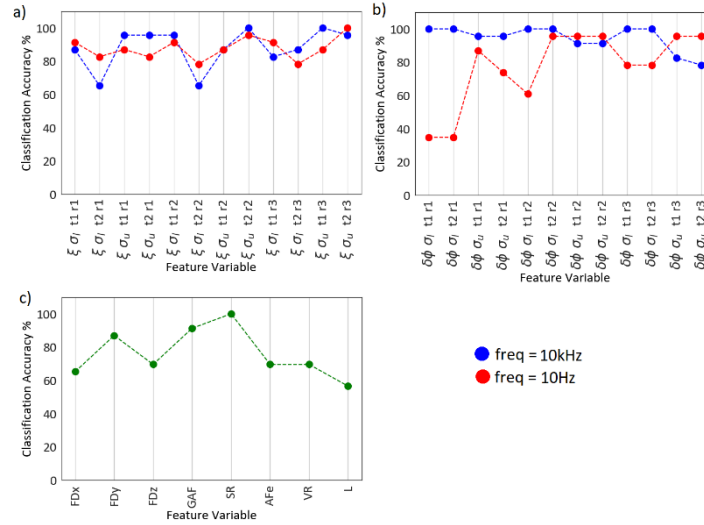 a)
Classification Accuracy %
100
80
60
40
20
0
ξ σₗ t1 r1
ξ σₗ t2 r1
ξ σᵤ t1 r1
ξ σᵤ t2 r1
ξ σₗ t1 r2
ξ σₗ t2 r2
ξ σᵤ t1 r2
ξ σᵤ t2 r2
ξ σₗ t1 r3
ξ σₗ t2 r3
ξ σᵤ t1 r3
ξ σᵤ t2 r3
Feature Variable
b)
Classification Accuracy %
100
80
60
40
20
0
δϕ σₗ t1 r1
δϕ σₗ t2 r1
δϕ σᵤ t1 r1
δϕ σᵤ t2 r1
δϕ σₗ t1 r2
δϕ σₗ t2 r2
δϕ σᵤ t1 r2
δϕ σᵤ t2 r2
δϕ σₗ t1 r3
δϕ σₗ t2 r3
δϕ σᵤ t1 r3
δϕ σᵤ t2 r3
Feature Variable
c)
Classification Accuracy %
100
80
60
40
20
0
FDx
FDy
FDz
GAF
SR
AFe
VR
L
Feature Variable
freq = 10kHz
freq = 10Hz